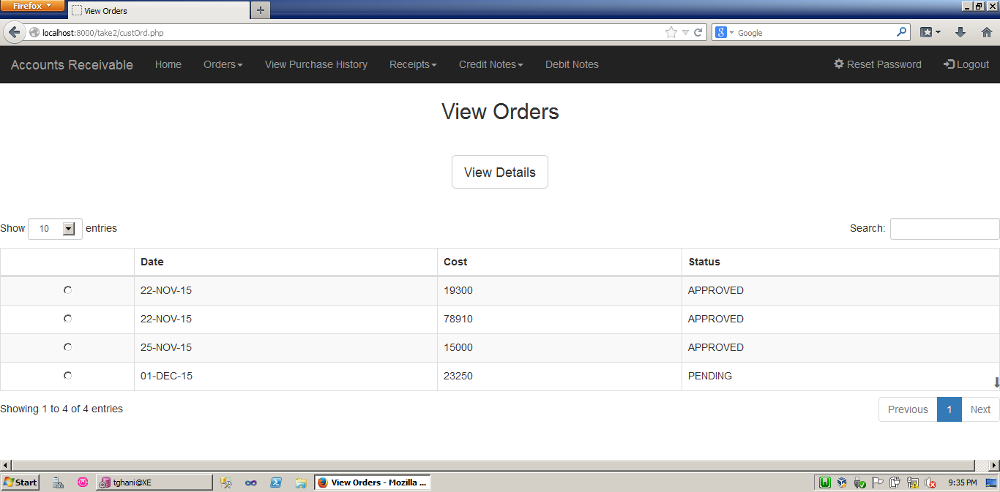 Firefox
View Orders
localhost:8000/take2/custOrd.php
Google
Accounts Receivable Home Orders View Purchase History Receipts Credit Notes Debit Notes Reset Password Logout
View Orders
View Details
Show 10 entries Search:
Date Cost Status
22-NOV-15 19300 APPROVED
22-NOV-15 78910 APPROVED
25-NOV-15 15000 APPROVED
01-DEC-15 23250 PENDING
Showing 1 to 4 of 4 entries Previous 1 Next
Start tghani@XE View Orders - Mozilla ... 9:35 PM